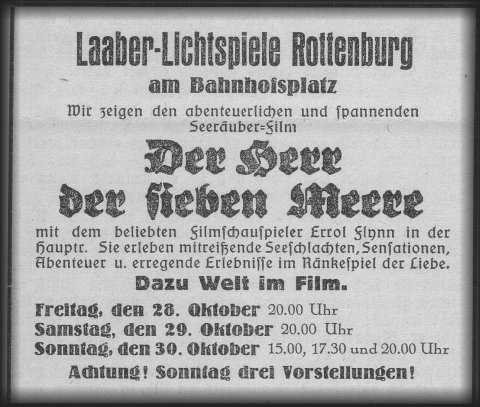 Laaber-Lichtspiele Rottenburg
am Bahnhofsplatz
Wir zeigen den abenteuerlichen und spannenden
Seeräuber-Film
Der Herr
der sieben Meere
mit dem beliebten Filmschauspieler Errol Flynn in der
Hauptr. Sie erleben mitreißende Seeschlachten, Sensationen,
Abenteuer u. erregende Erlebnisse im Ränkespiel der Liebe.
Dazu Welt im Film.
Freitag, den 28. Oktober 20.00 Uhr
Samstag, den 29. Oktober 20.00 Uhr
Sonntag, den 30. Oktober 15.00, 17.30 und 20.00 Uhr
Achtung! Sonntag drei Vorstellungen!